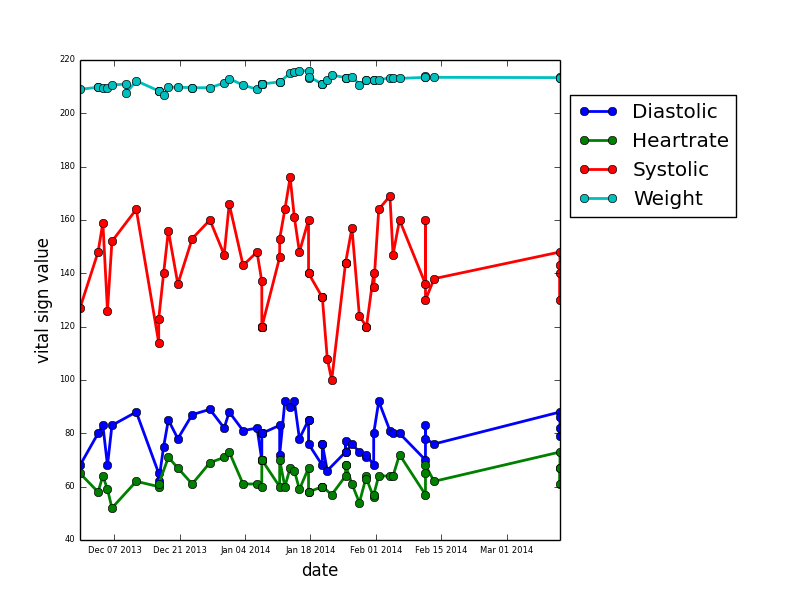 220
200
180
160
140
120
100
80
60
40
vital sign value
Dec 07 2013
Dec 21 2013
Jan 04 2014
Jan 18 2014
Feb 01 2014
Feb 15 2014
Mar 01 2014
date
Diastolic
Heartrate
Systolic
Weight